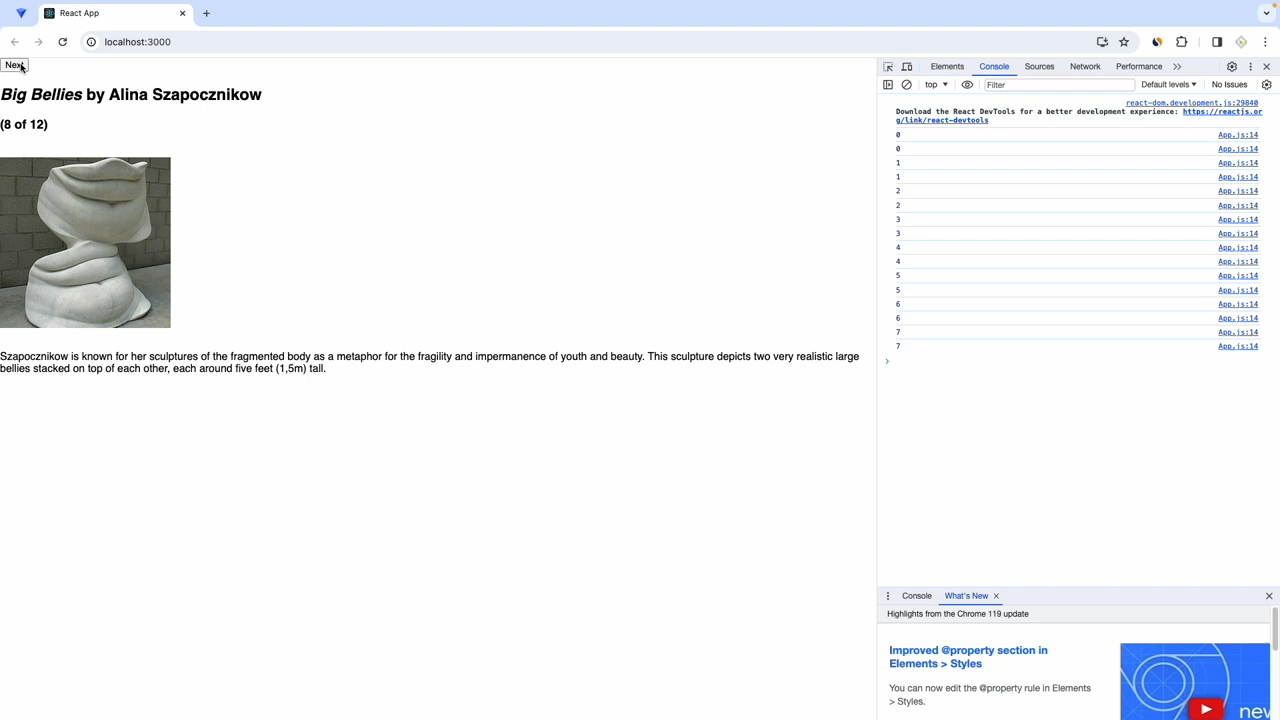 React App
localhost:3000
Next
Big Bellies by Alina Szapocznikow
(8 of 12)
Szapocznikow is known for her sculptures of the fragmented body as a metaphor for the fragility and impermanence of youth and beauty. This sculpture depicts two very realistic large
bellies stacked on top of each other, each around five feet (1,5m) tall.
Elements Console Sources Network Performance
top Filter Default levels No Issues
react-dom.development.js:29840
Download the React DevTools for a better development experience: https://reactjs.or
g/link/react-devtools
0 App.js:14
0 App.js:14
1 App.js:14
1 App.js:14
2 App.js:14
2 App.js:14
3 App.js:14
3 App.js:14
4 App.js:14
4 App.js:14
5 App.js:14
5 App.js:14
6 App.js:14
6 App.js:14
7 App.js:14
7 App.js:14
Console What's New
Highlights from the Chrome 119 update
Improved @property section in
Elements > Styles
You can now edit the @property rule in Elements
> Styles.